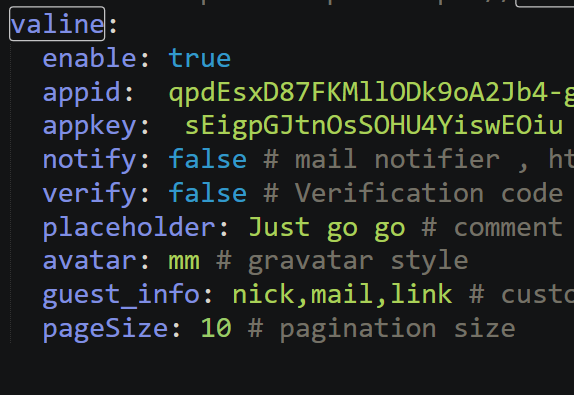 valine:
enable: true
appid: qpdEsxD87FKMllODk9oA2Jb4-g
appkey: sEigpGJtnOsSOHU4YiswEOiu
notify: false # mail notifier , ht
verify: false # Verification code
placeholder: Just go go # comment
avatar: mm # gravatar style
guest_info: nick,mail,link # custo
pageSize: 10 # pagination size